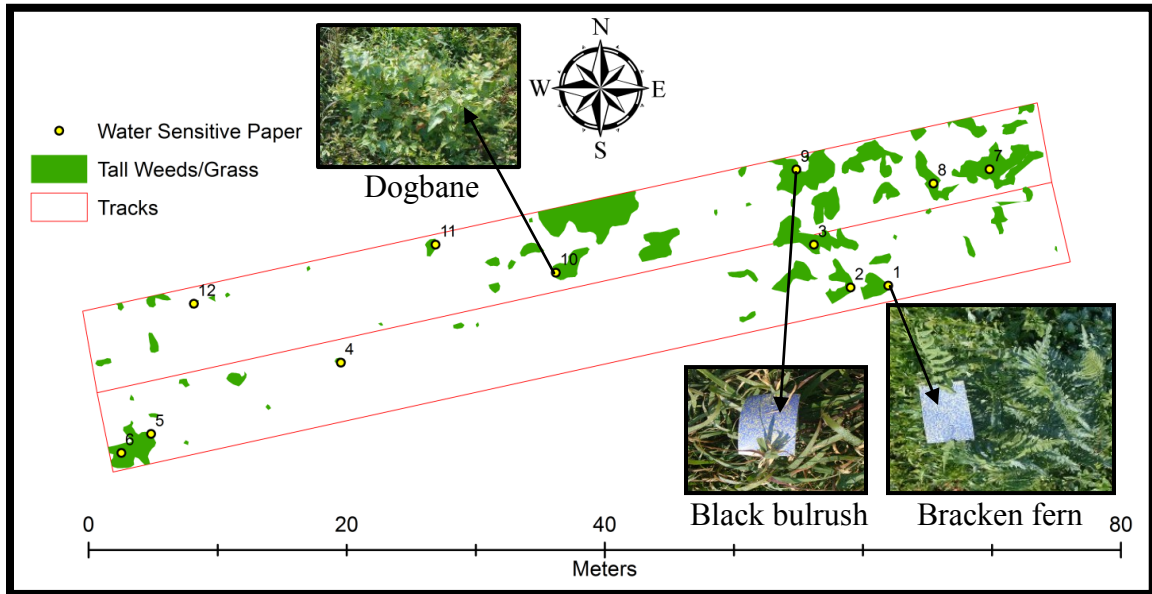 N
W E
S
Water Sensitive Paper
Tall Weeds/Grass
Tracks
Dogbane
9
7
8
11
3
10
2
1
12
4
5
6
Black bulrush
Bracken fern
0 20 40 80
Meters